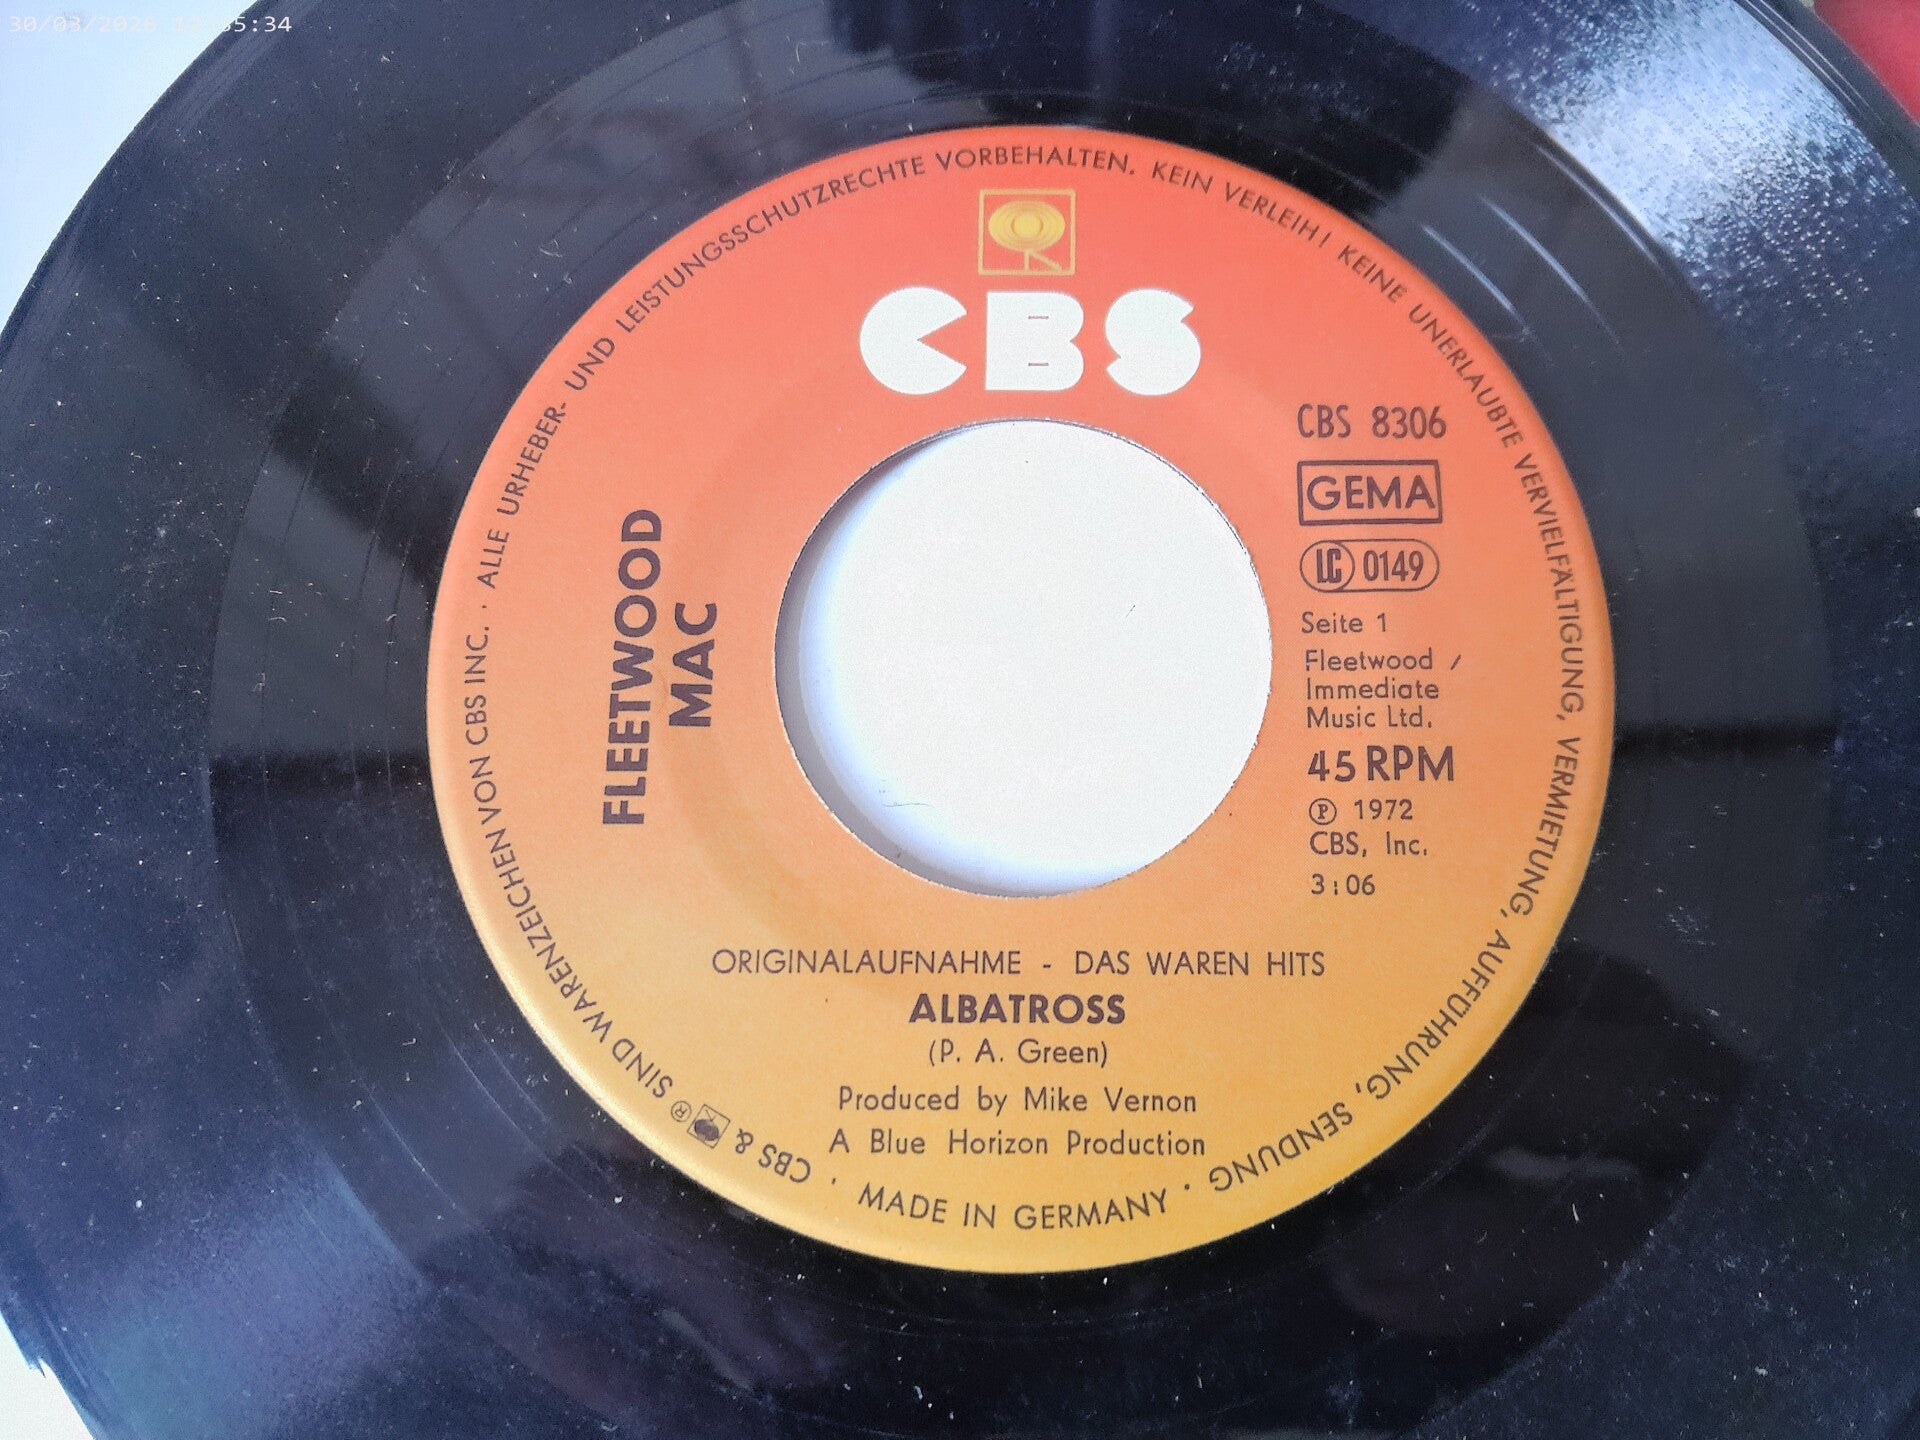 30/03/2026
ALLE URHEBER- UND LEISTUNGSSCHUTZRECHTE VORBEHALTEN. KEIN VERLEIH! KEINE UNERLAUBTE VERVIELFÄLTIGUNG, VERMIETUNG, AUFFÜHRUNG, SENDUNG ·
CBS
CBS 8306
GEMA
LC 0149
Seite 1
Fleetwood /
Immediate
Music Ltd.
45 RPM
℗ 1972
CBS, Inc.
3:06
FLEETWOOD
MAC
ORIGINALAUFNAHME - DAS WAREN HITS
ALBATROSS
(P. A. Green)
Produced by Mike Vernon
A Blue Horizon Production
MADE IN GERMANY ·
CBS & ® SIND WARENZEICHEN VON CBS INC. ·